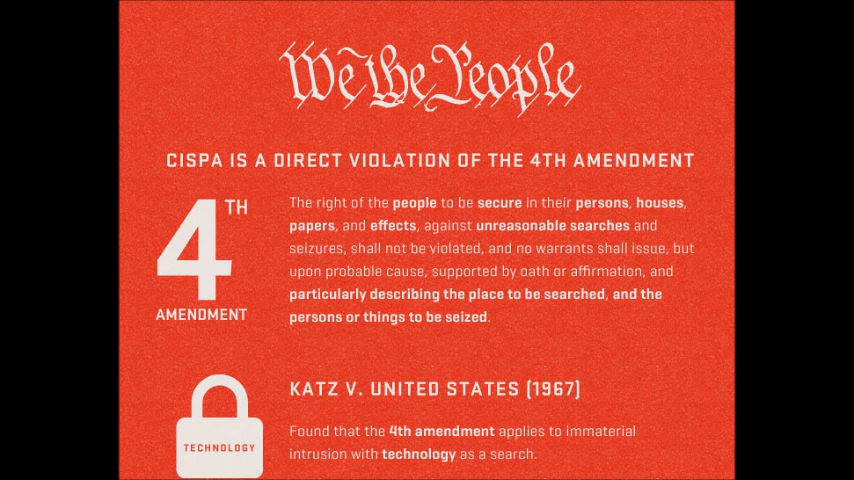 We the People
CISPA IS A DIRECT VIOLATION OF THE 4TH AMENDMENT
4TH
AMENDMENT
The right of the people to be secure in their persons, houses,
papers, and effects, against unreasonable searches and
seizures, shall not be violated, and no warrants shall issue, but
upon probable cause, supported by oath or affirmation, and
particularly describing the place to be searched, and the
persons or things to be seized.
TECHNOLOGY
KATZ V. UNITED STATES (1967)
Found that the 4th amendment applies to immaterial
intrusion with technology as a search.